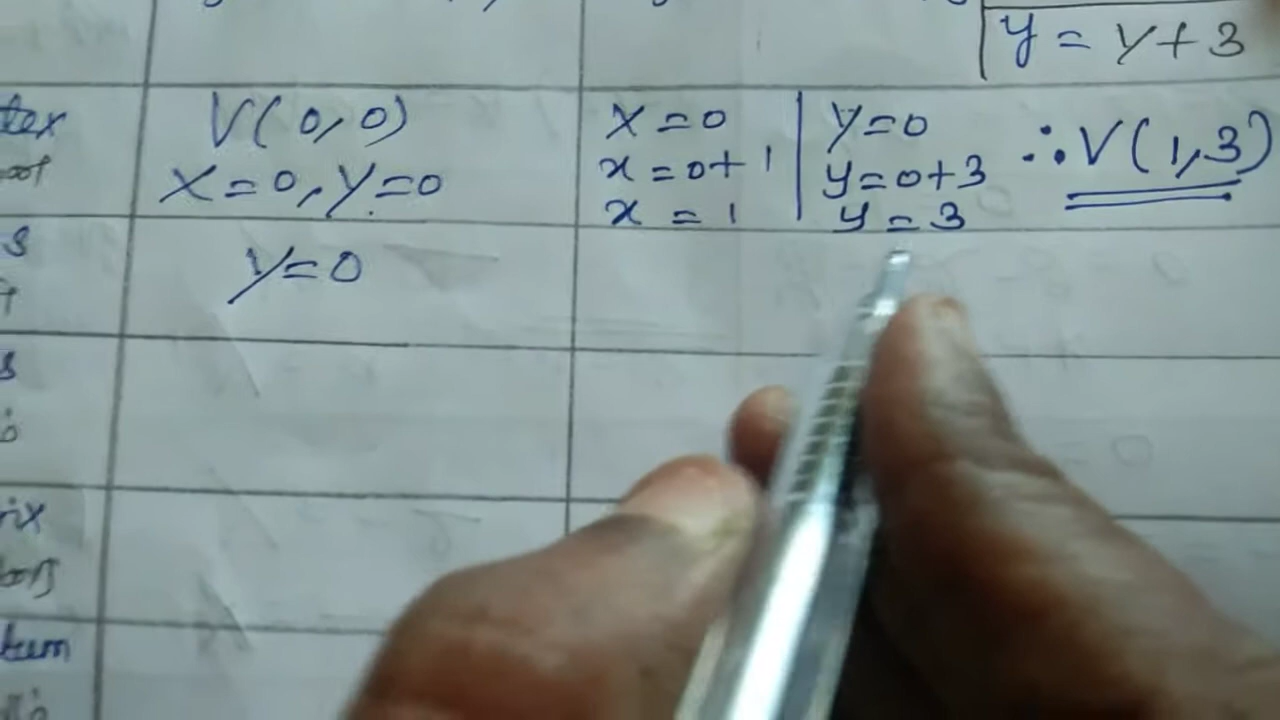 y = Y + 3
V(0,0)
X = 0, Y = 0
X = 0
x = 0 + 1
x = 1
Y = 0
y = 0 + 3
y = 3
∴ V(1,3)
Y = 0